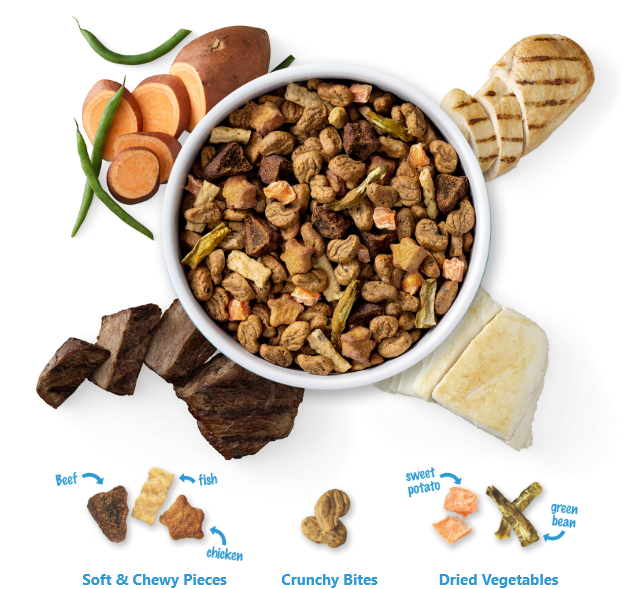 Beef
fish
chicken
sweet
potato
green
bean
Soft & Chewy Pieces
Crunchy Bites
Dried Vegetables